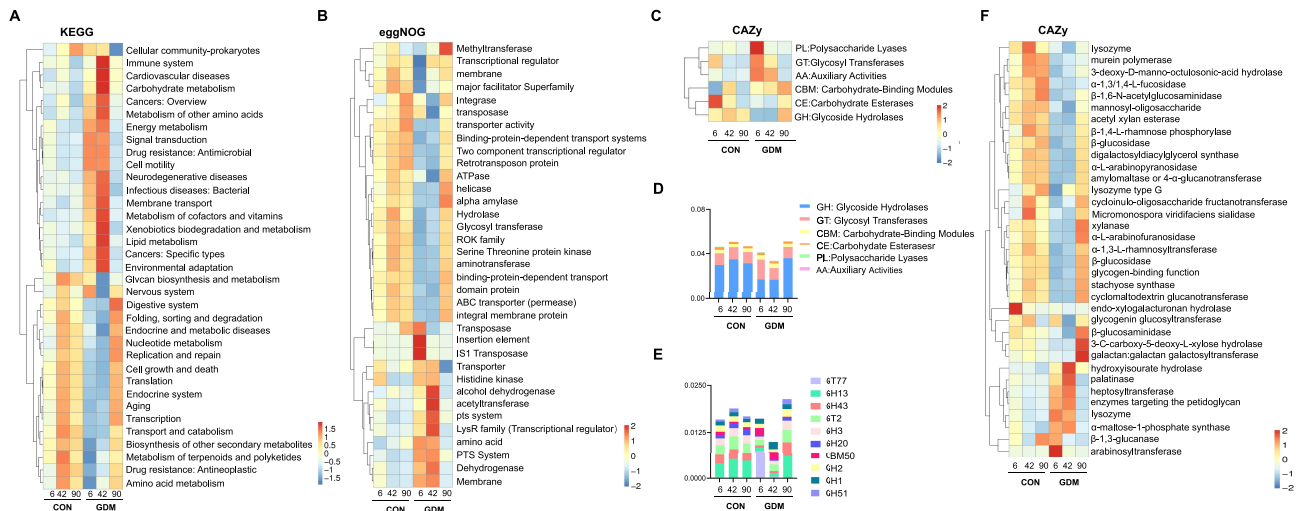 A
KEGG
Cellular community-prokaryotes
Immune system
Cardiovascular diseases
Carbohydrate metabolism
Cancers: Overview
Metabolism of other amino acids
Energy metabolism
Signal transduction
Drug resistance: Antimicrobial
Cell motility
Neurodegenerative diseases
Infectious diseases: Bacterial
Membrane transport
Metabolism of cofactors and vitamins
Xenobiotics biodegradation and metabolism
Lipid metabolism
Cancers: Specific types
Environmental adaptation
Glycan biosynthesis and metabolism
Nervous system
Digestive system
Folding, sorting and degradation
Endocrine and metabolic diseases
Nucleotide metabolism
Replication and repair
Cell growth and death
Translation
Endocrine system
Aging
Transcription
Transport and catabolism
Biosynthesis of other secondary metabolites
Metabolism of terpenoids and polyketides
Drug resistance: Antineoplastic
Amino acid metabolism
6 42 90 6 42 90
CON GDM
1.5
1
0.5
0
−0.5
−1
−1.5
B
eggNOG
Methyltransferase
Transcriptional regulator
membrane
major facilitator Superfamily
Integrase
transposase
transporter activity
Binding-protein-dependent transport systems
Two component transcriptional regulator
Retrotransposon protein
ATPase
helicase
alpha amylase
Hydrolase
Glycosyl transferase
ROK family
Serine Threonine protein kinase
aminotransferase
binding-protein-dependent transport
domain protein
ABC transporter (permease)
integral membrane protein
Transposase
Insertion element
IS1 Transposase
Transporter
Histidine kinase
alcohol dehydrogenase
acetyltransferase
pts system
LysR family (Transcriptional regulator)
amino acid
PTS System
Dehydrogenase
Membrane
6 42 90 6 42 90
CON GDM
2
1
0
−1
−2
C
CAZy
PL:Polysaccharide Lyases
GT:Glycosyl Transferases
AA:Auxiliary Activities
CBM: Carbohydrate-Binding Modules
CE:Carbohydrate Esterases
GH:Glycoside Hydrolases
6 42 90 6 42 90
CON GDM
2
1
0
−1
−2
D
0.08
0.04
0.00
6 42 90 6 42 90
CON GDM
GH: Glycoside Hydrolases
GT: Glycosyl Transferases
CBM: Carbohydrate-Binding Modules
CE:Carbohydate Esteraseser
PL:Polysaccharide Lyases
AA:Auxiliary Activities
E
0.0250
0.0125
0.0000
6 42 90 6 42 90
CON GDM
T77
H13
H43
T2
H3
H20
BM50
H2
H1
H51
F
CAZy
lysozyme
murein polymerase
3-deoxy-D-manno-octulosonic-acid hydrolase
α-1,3/1,4-L-fucosidase
β-1,6-N-acetylglucosaminidase
mannosyl-oligosaccharide
acetyl xylan esterase
β-1,4-L-rhamnose phosphorylase
β-glucosidase
digalactosyldiacylglycerol synthase
α-L-arabinopyranosidase
amylomaltase or 4-α-glucanotransferase
lysozyme type G
cycloinulo-oligosaccharide fructanotransferase
Micromonospora viridifaciens sialidase
xylanase
α-L-arabinofuranosidase
α-1,3-L-rhamnosyltransferase
β-glucosidase
glycogen-binding function
stachyose synthase
cyclomaltodextrin glucanotransferase
endo-xylogalacturonan hydrolase
glycogenin glucosyltransferase
β-glucosaminidase
3-C-carboxy-5-deoxy-L-xylose hydrolase
galactan:galactan galactosyltransferase
hydroxyisourate hydrolase
palatinase
heptosyltransferase
enzymes targeting the petidoglycan
lysozyme
α-maltose-1-phosphate synthase
β-1,3-glucanase
arabinosyltransferase
6 42 90 6 42 90
CON GDM
2
1
0
−1
−2